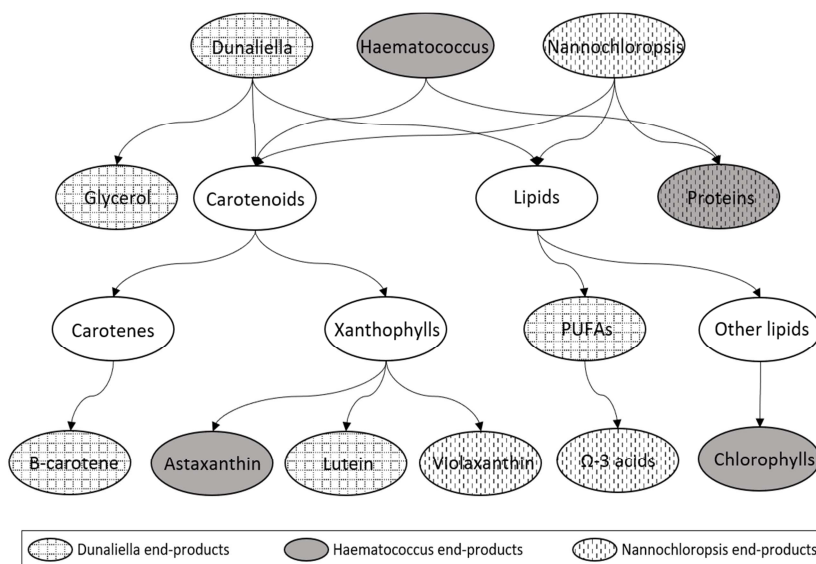 Dunaliella
Haematococcus
Nannochloropsis
Glycerol
Carotenoids
Lipids
Proteins
Carotenes
Xanthophylls
PUFAs
Other lipids
B-carotene
Astaxanthin
Lutein
Violaxanthin
Ω-3 acids
Chlorophylls
Dunaliella end-products
Haematococcus end-products
Nannochloropsis end-products